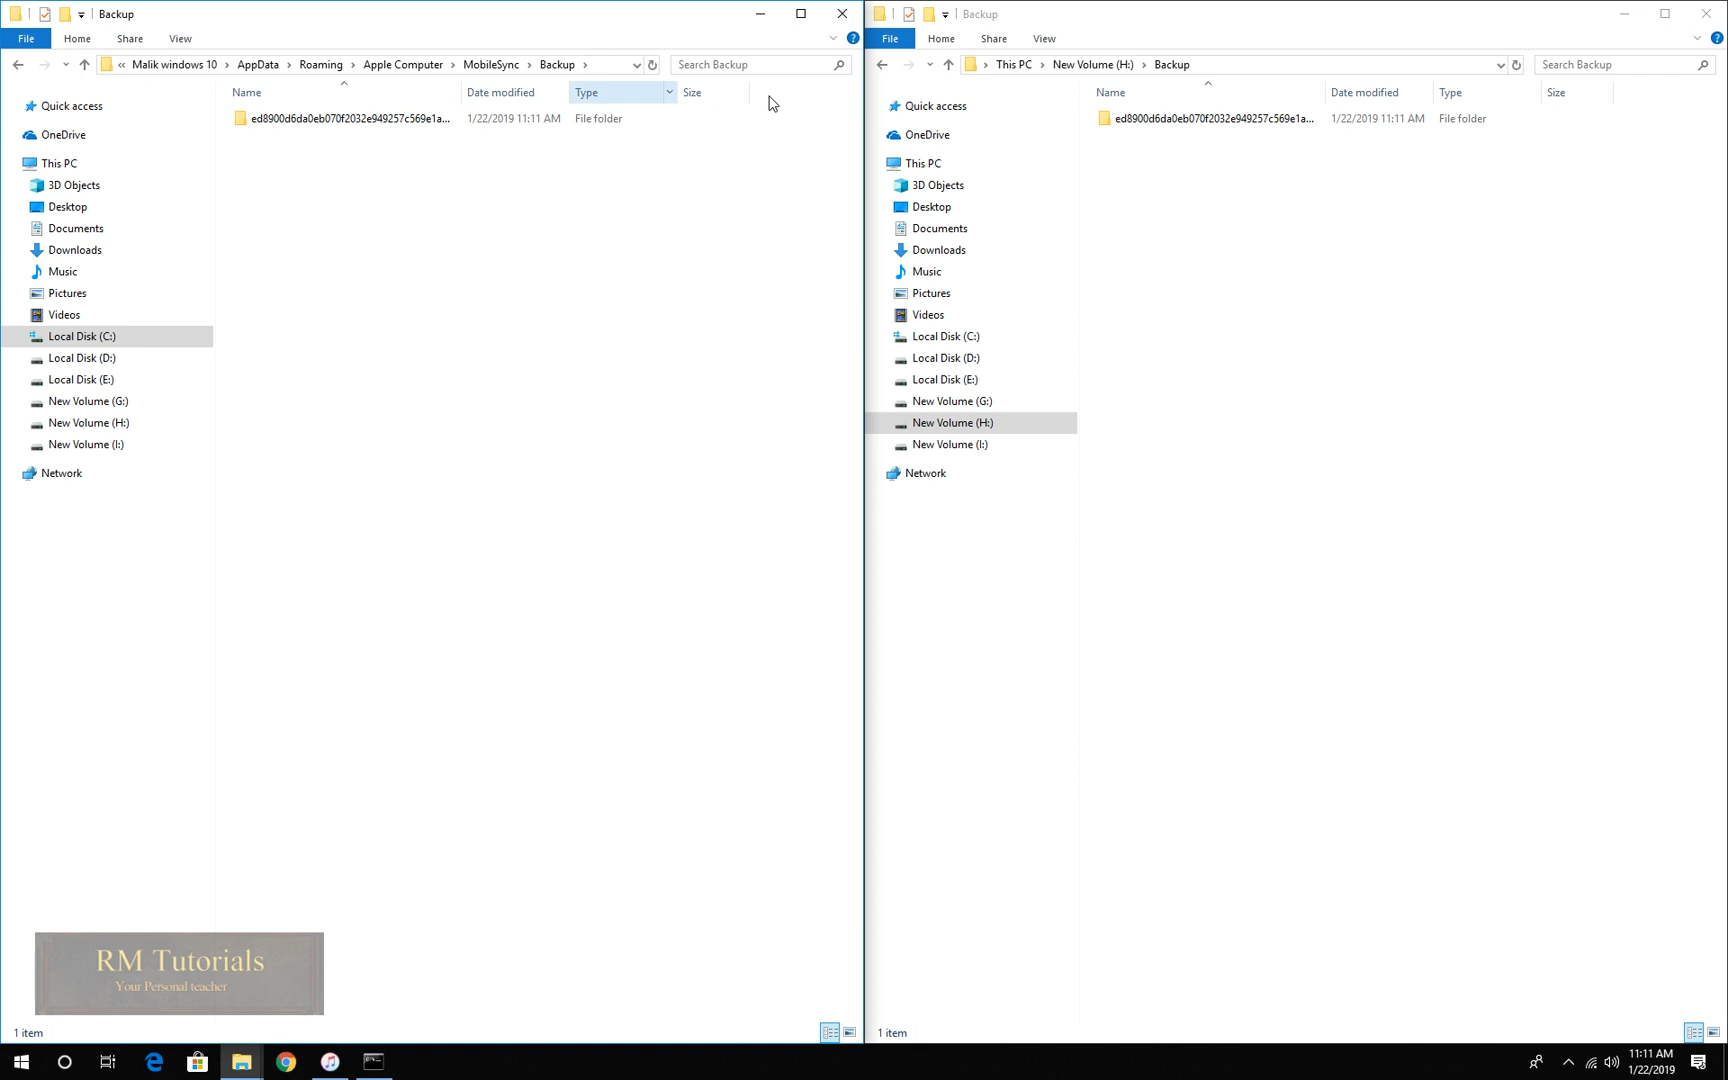 Backup
File Home Share View
« Malik windows 10 > AppData > Roaming > Apple Computer > MobileSync > Backup > Search Backup
Name Date modified Type Size
ed8900d6da0eb070f2032e949257c569e1a... 1/22/2019 11:11 AM File folder
Quick access
OneDrive
This PC
3D Objects
Desktop
Documents
Downloads
Music
Pictures
Videos
Local Disk (C:)
Local Disk (D:)
Local Disk (E:)
New Volume (G:)
New Volume (H:)
New Volume (I:)
Network
RM Tutorials
Your Personal teacher
1 item
Backup
File Home Share View
> This PC > New Volume (H:) > Backup Search Backup
Name Date modified Type Size
ed8900d6da0eb070f2032e949257c569e1a... 1/22/2019 11:11 AM File folder
Quick access
OneDrive
This PC
3D Objects
Desktop
Documents
Downloads
Music
Pictures
Videos
Local Disk (C:)
Local Disk (D:)
Local Disk (E:)
New Volume (G:)
New Volume (H:)
New Volume (I:)
Network
1 item
11:11 AM
1/22/2019